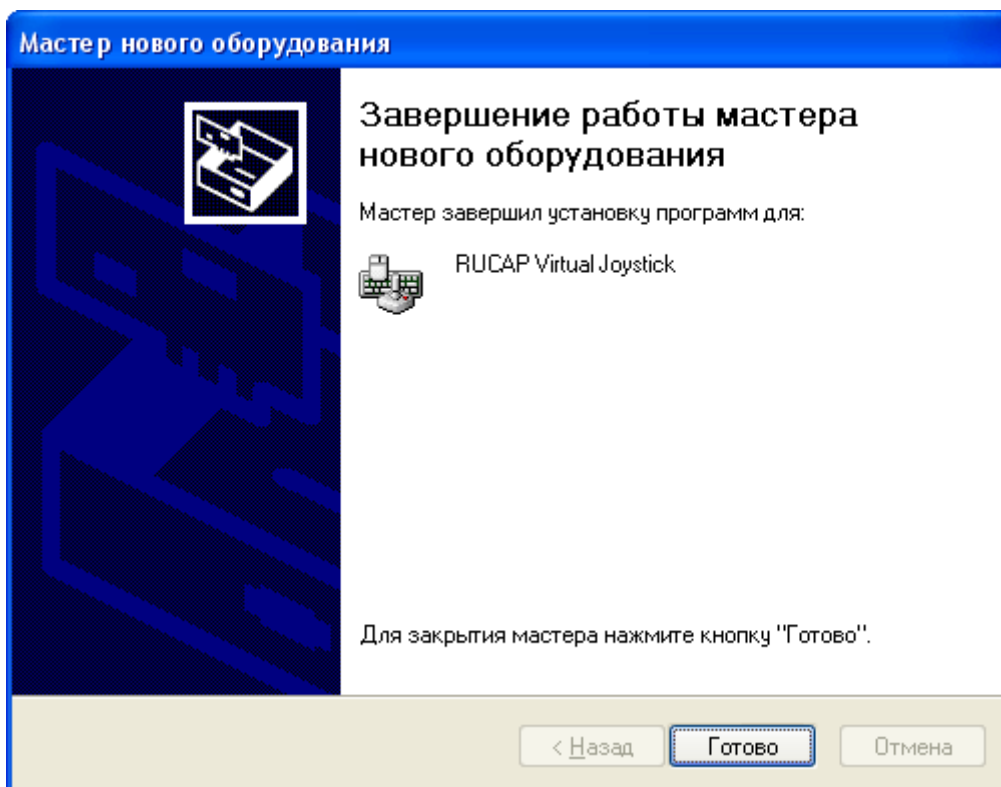 Мастер нового оборудования
Завершение работы мастера
нового оборудования
Мастер завершил установку программ для:
RUCAP Virtual Joystick
Для закрытия мастера нажмите кнопку "Готово".
< Назад Готово Отмена